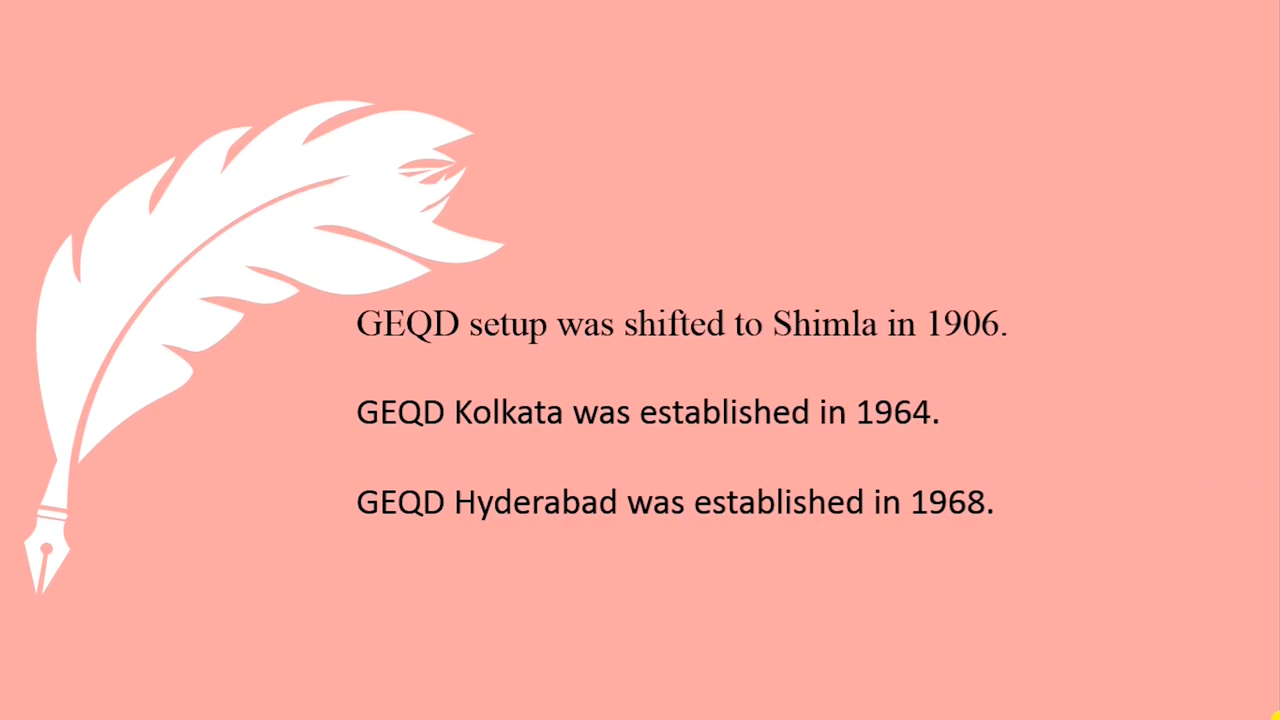 GEQD setup was shifted to Shimla in 1906.
GEQD Kolkata was established in 1964.
GEQD Hyderabad was established in 1968.